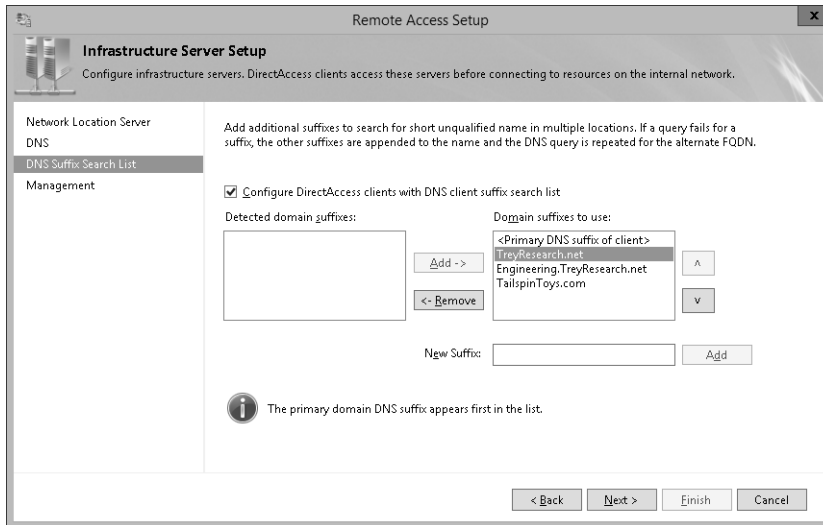 Remote Access Setup
x
Infrastructure Server Setup
Configure infrastructure servers. DirectAccess clients access these servers before connecting to resources on the internal network.
Network Location Server
DNS
DNS Suffix Search List
Management
Add additional suffixes to search for short unqualified name in multiple locations. If a query fails for a
suffix, the other suffixes are appended to the name and the DNS query is repeated for the alternate FQDN.
Configure DirectAccess clients with DNS client suffix search list
Detected domain suffixes:
Add ->
<- Remove
Domain suffixes to use:
<Primary DNS suffix of client>
TreyResearch.net
Engineering.TreyResearch.net
TailspinToys.com
New Suffix:
Add
The primary domain DNS suffix appears first in the list.
< Back
Next >
Finish
Cancel